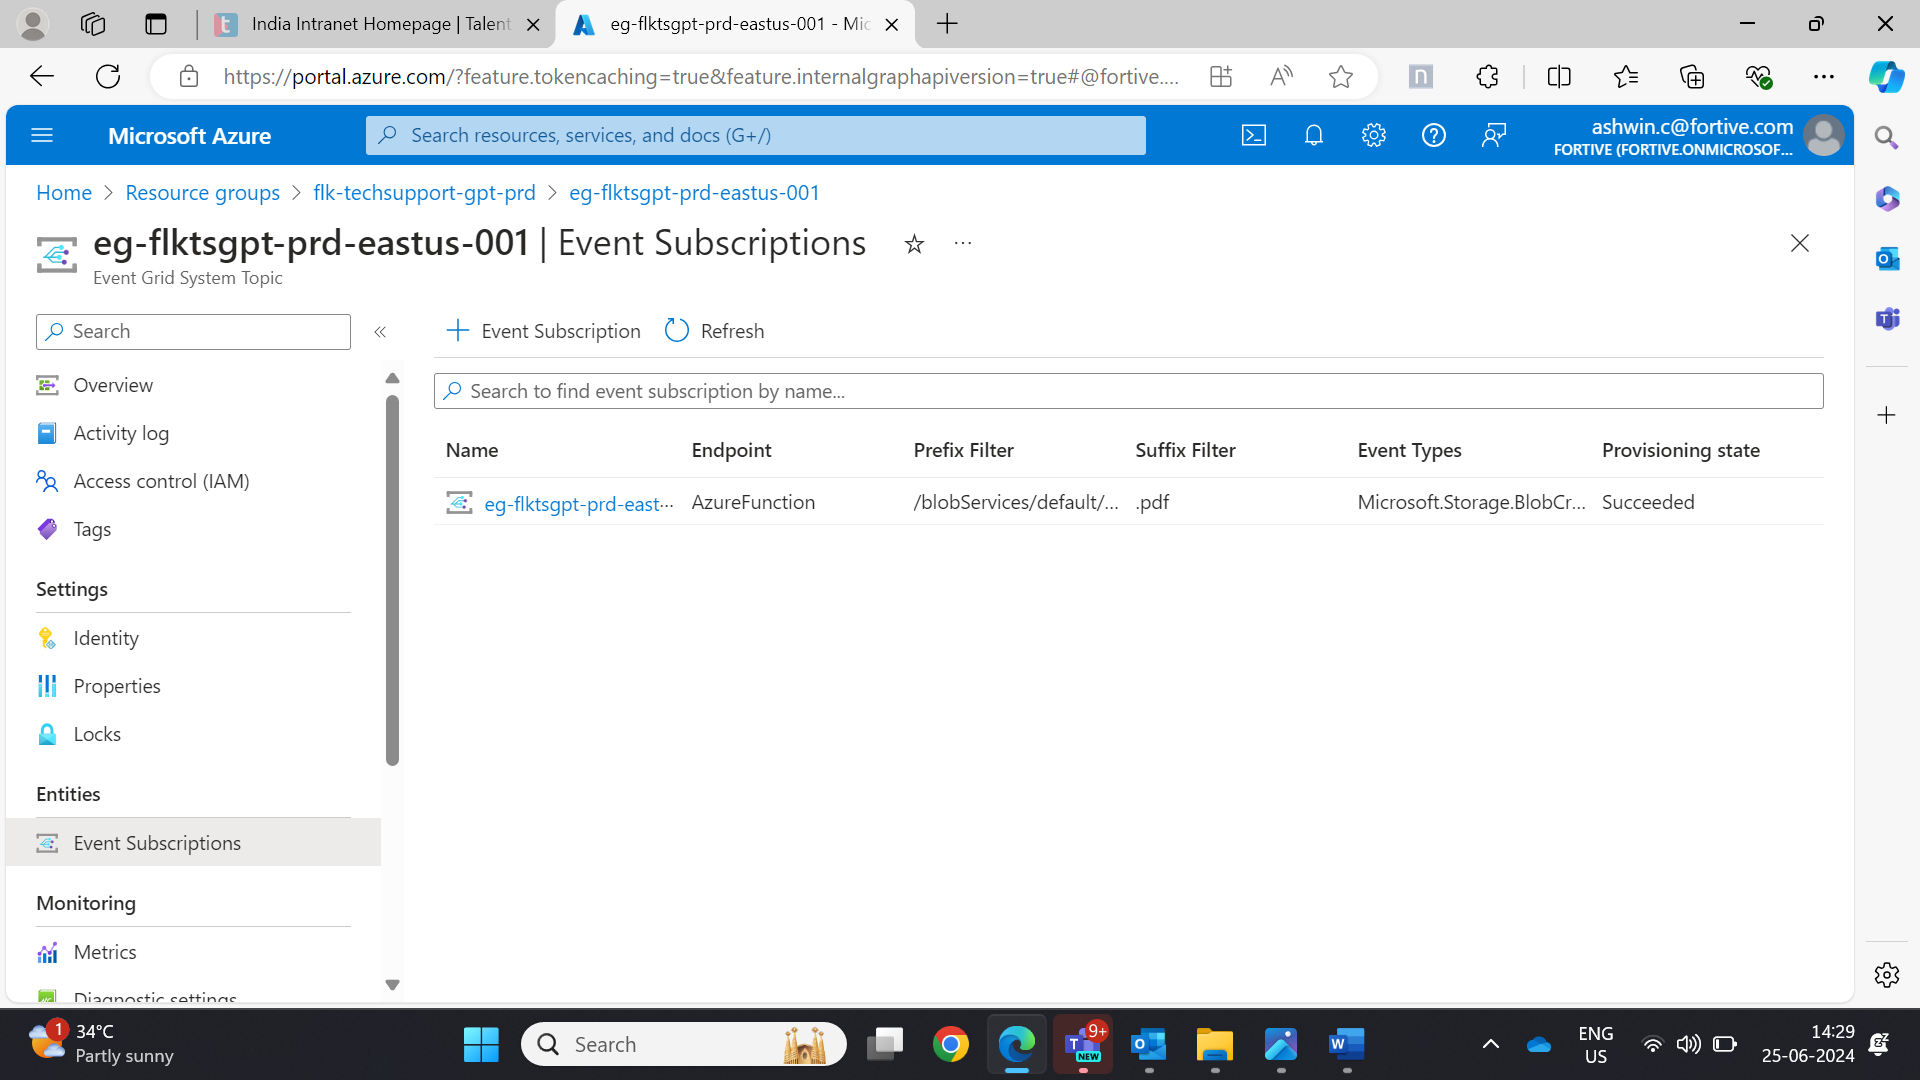 India Intranet Homepage | Talent
eg-flktsgpt-prd-eastus-001 - Mic
https://portal.azure.com/?feature.tokencaching=true&feature.internalgraphapiversion=true#@fortive....
Microsoft Azure
Search resources, services, and docs (G+/)
ashwin.c@fortive.com
FORTIVE (FORTIVE.ONMICROSOF...
Home > Resource groups > flk-techsupport-gpt-prd > eg-flktsgpt-prd-eastus-001
eg-flktsgpt-prd-eastus-001 | Event Subscriptions
Event Grid System Topic
Search
Event Subscription
Refresh
Search to find event subscription by name...
Overview
Activity log
Access control (IAM)
Tags
Settings
Identity
Properties
Locks
Entities
Event Subscriptions
Monitoring
Metrics
Diagnostic settings
Name Endpoint Prefix Filter Suffix Filter Event Types Provisioning state
eg-flktsgpt-prd-east... AzureFunction /blobServices/default/... .pdf Microsoft.Storage.BlobCr... Succeeded
1
34°C
Partly sunny
Search
9+
NEW
ENG
US
14:29
25-06-2024